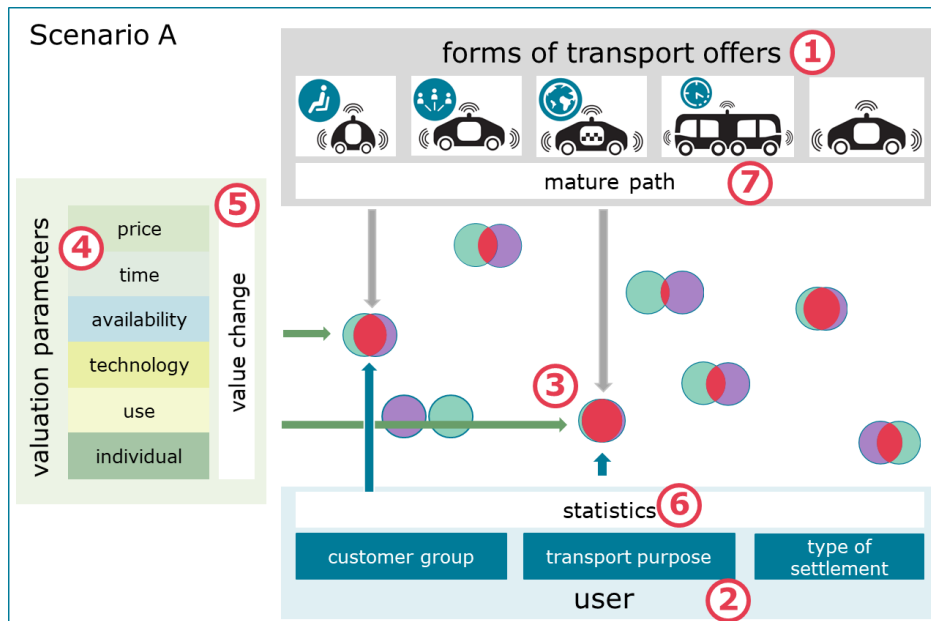 Scenario A
forms of transport offers
1
mature path
7
valuation parameters
4
5
price
time
availability
technology
use
individual
value change
3
statistics
6
customer group
transport purpose
type of
settlement
user
2